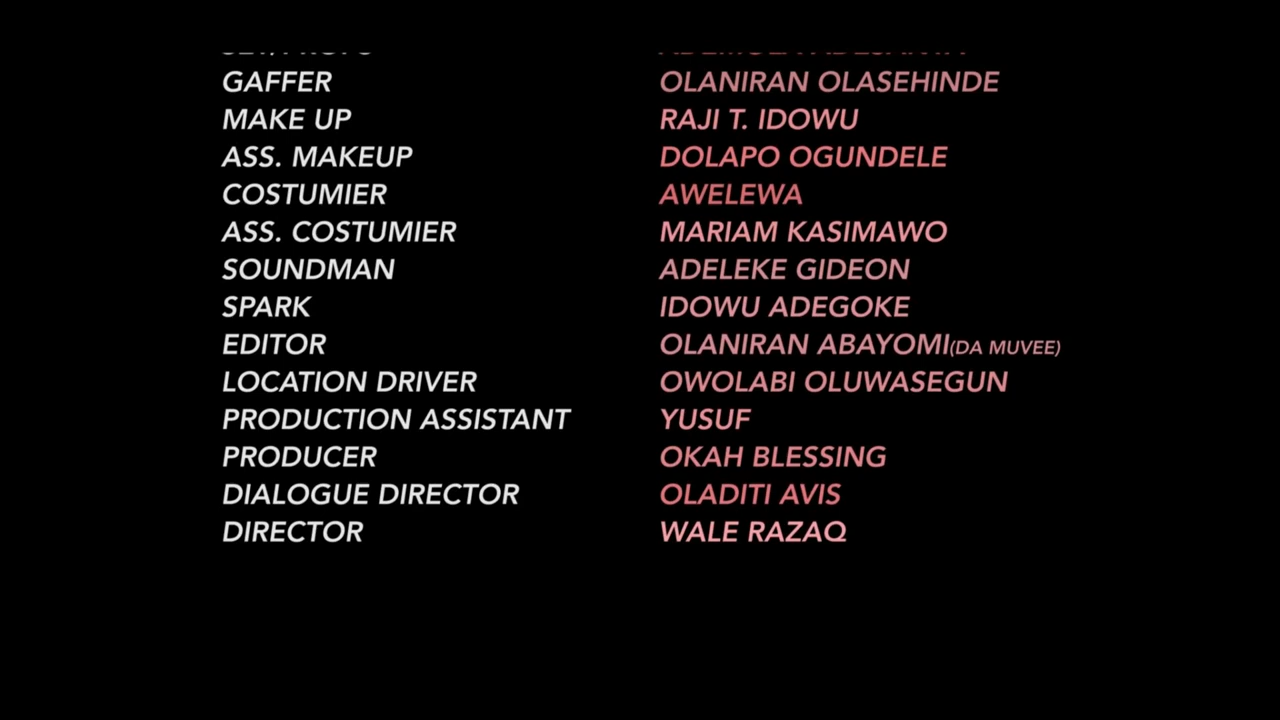 GAFFER OLANIRAN OLASEHINDE
MAKE UP RAJI T. IDOWU
ASS. MAKEUP DOLAPO OGUNDELE
COSTUMIER AWELEWA
ASS. COSTUMIER MARIAM KASIMAWO
SOUNDMAN ADELEKE GIDEON
SPARK IDOWU ADEGOKE
EDITOR OLANIRAN ABAYOMI(DA MUVEE)
LOCATION DRIVER OWOLABI OLUWASEGUN
PRODUCTION ASSISTANT YUSUF
PRODUCER OKAH BLESSING
DIALOGUE DIRECTOR OLADITI AVIS
DIRECTOR WALE RAZAQ